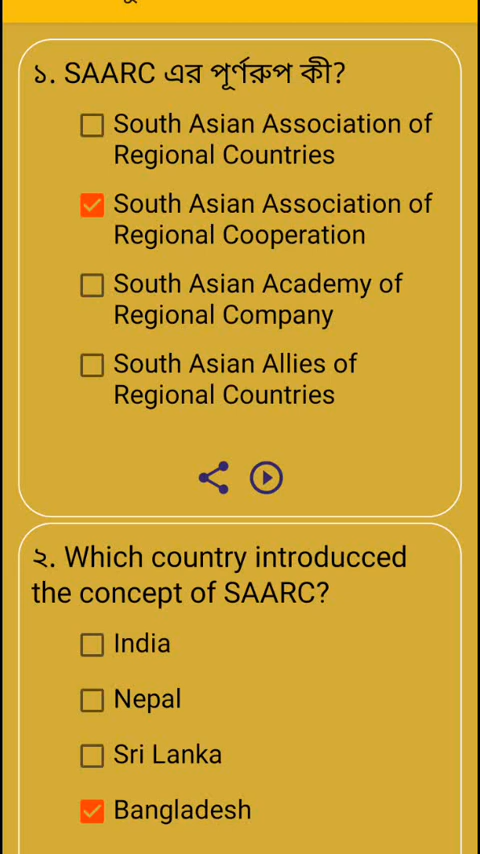 ১. SAARC এর পূর্ণরুপ কী?
South Asian Association of
Regional Countries
South Asian Association of
Regional Cooperation
South Asian Academy of
Regional Company
South Asian Allies of
Regional Countries
২. Which country introducced
the concept of SAARC?
India
Nepal
Sri Lanka
Bangladesh